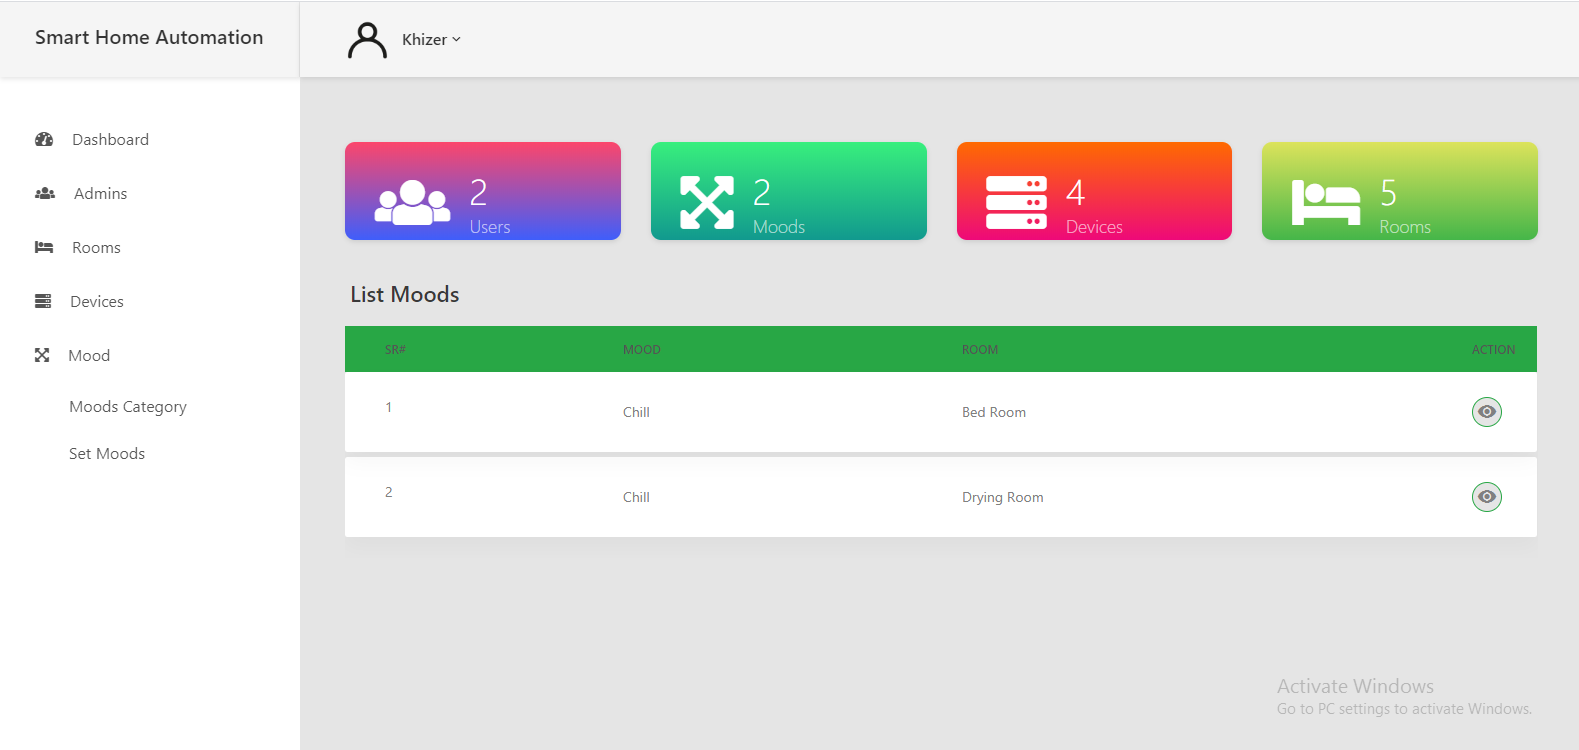 Smart Home Automation
Khizer
Dashboard
Admins
Rooms
Devices
Mood
Moods Category
Set Moods
2
Users
2
Moods
4
Devices
5
Rooms
List Moods
SR# MOOD ROOM ACTION
1 Chill Bed Room
2 Chill Drying Room
Activate Windows
Go to PC settings to activate Windows.